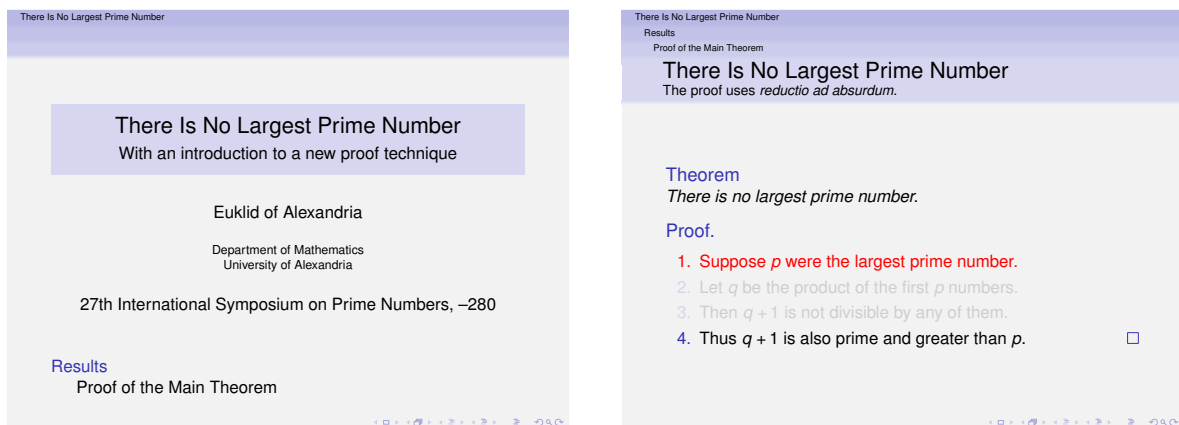 There Is No Largest Prime Number
There Is No Largest Prime Number
With an introduction to a new proof technique
Euklid of Alexandria
Department of Mathematics
University of Alexandria
27th International Symposium on Prime Numbers, –280
Results
Proof of the Main Theorem
There Is No Largest Prime Number
Results
Proof of the Main Theorem
There Is No Largest Prime Number
The proof uses reductio ad absurdum.
Theorem
There is no largest prime number.
Proof.
1. Suppose p were the largest prime number.
2. Let q be the product of the first p numbers.
3. Then q + 1 is not divisible by any of them.
4. Thus q + 1 is also prime and greater than p. □